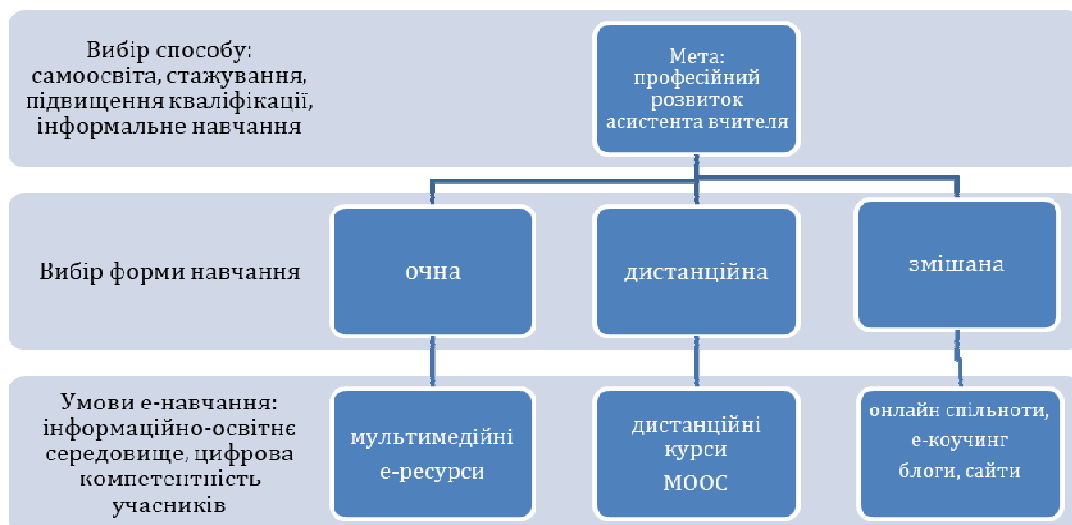 Вибір способу:
самоосвіта, стажування,
підвищення кваліфікації,
інформальне навчання
Мета:
професійний
розвиток
асистента вчителя
Вибір форми навчання
очна
дистанційна
змішана
Умови е-навчання:
інформаційно-освітнє
середовище, цифрова
компетентність
учасників
мультимедійні
е-ресурси
дистанційні
курси
МООС
онлайн спільноти,
е-коучинг
блоги, сайти